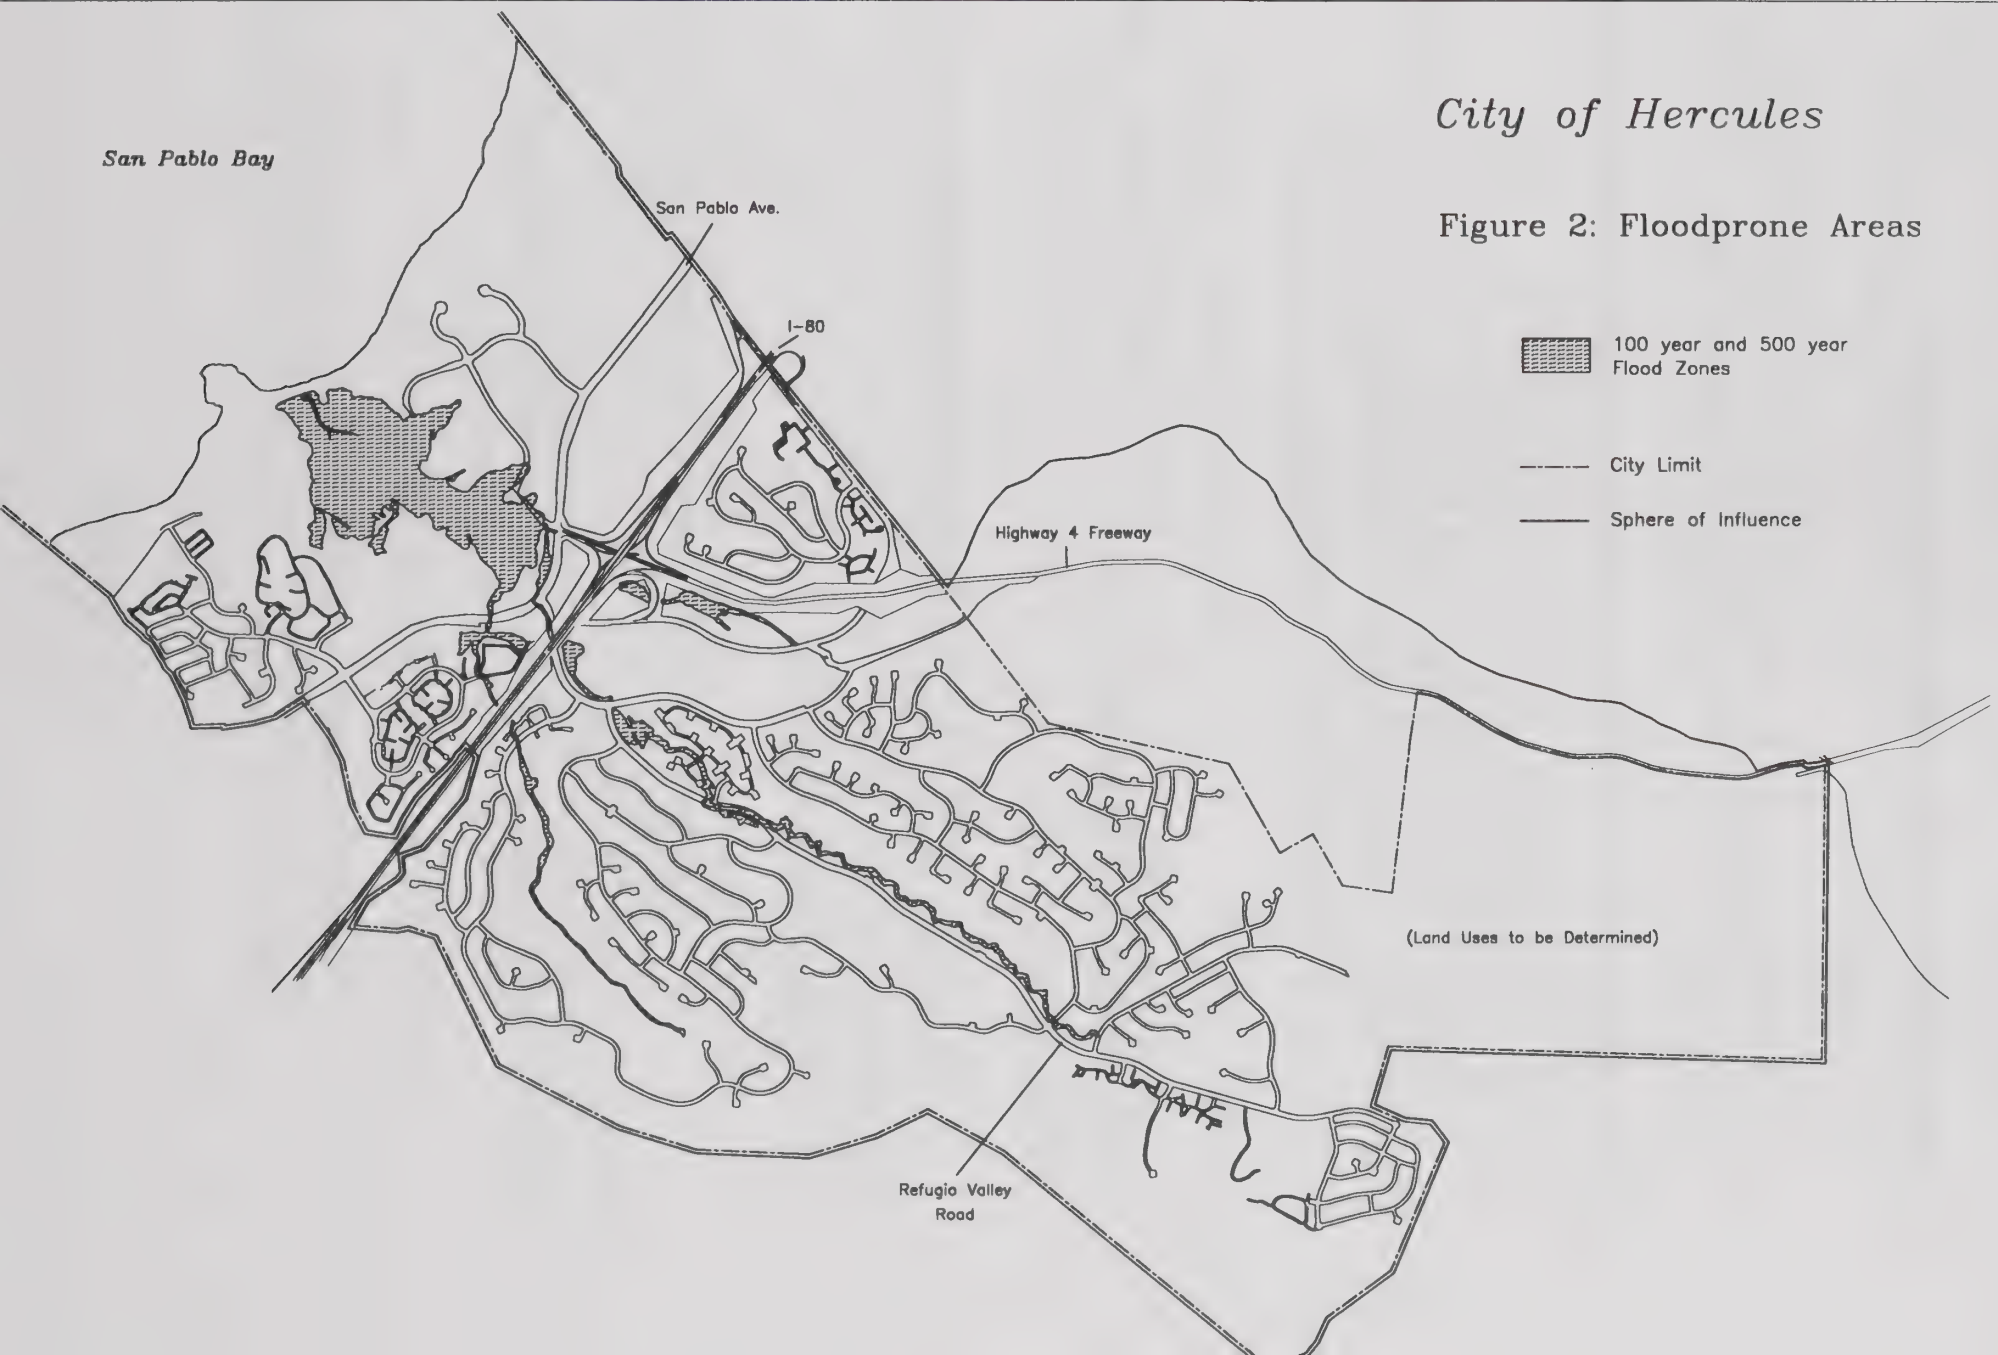 City of Hercules
San Pablo Bay
San Pablo Ave.
Figure 2: Floodprone Areas
I-80
100 year and 500 year
Flood Zones
City Limit
Sphere of Influence
Highway 4 Freeway
(Land Uses to be Determined)
Refugio Valley
Road